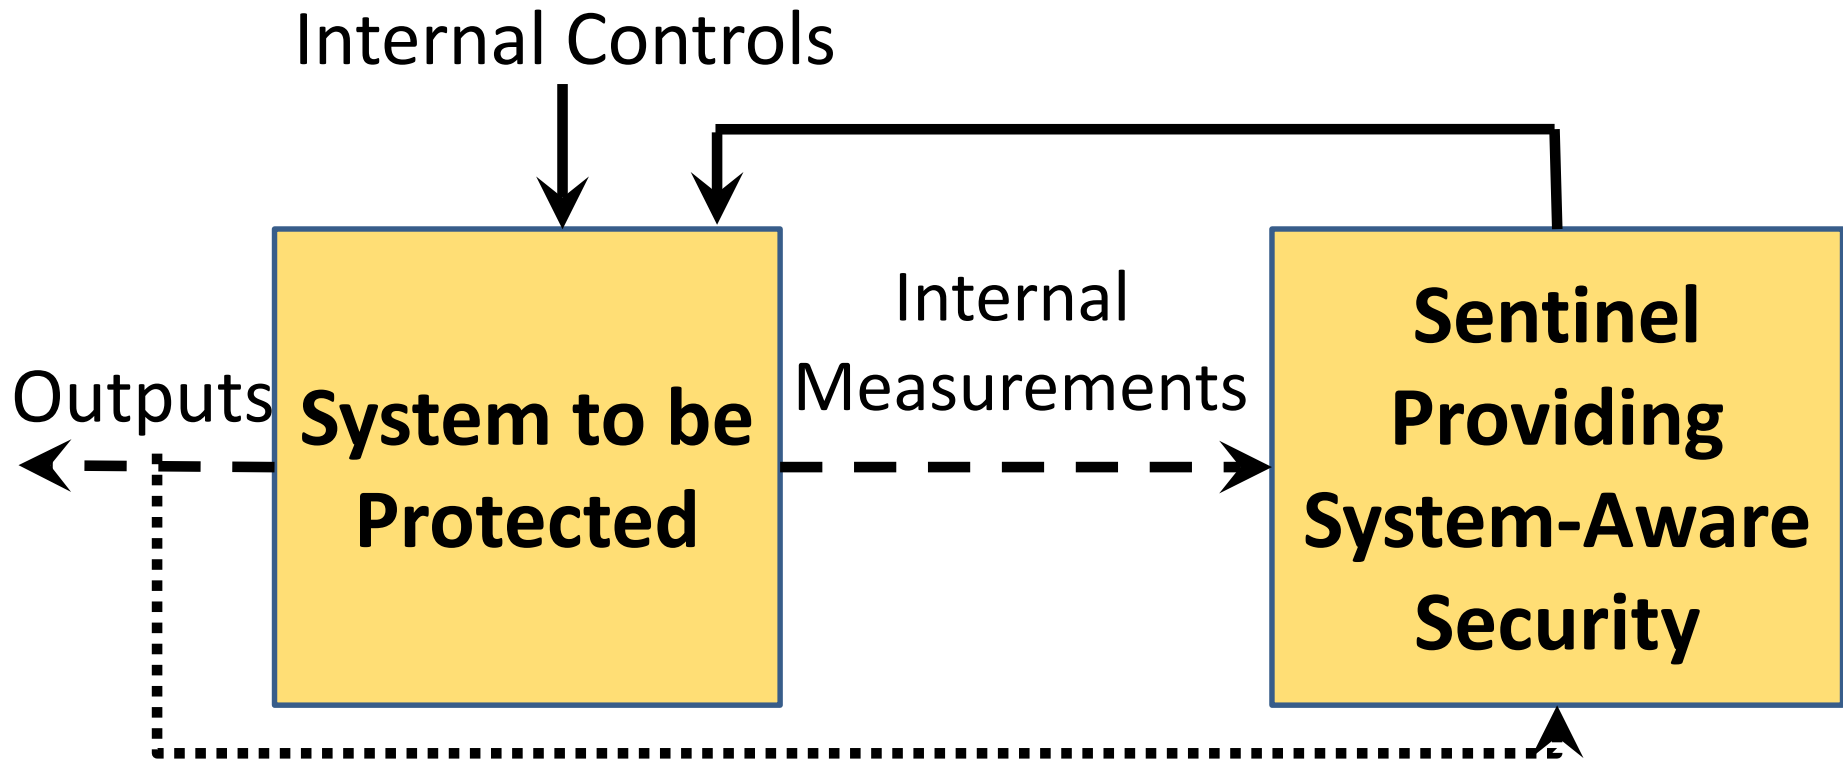 Internal Controls
Outputs
System to be
Protected
Internal
Measurements
Sentinel
Providing
System-Aware
Security